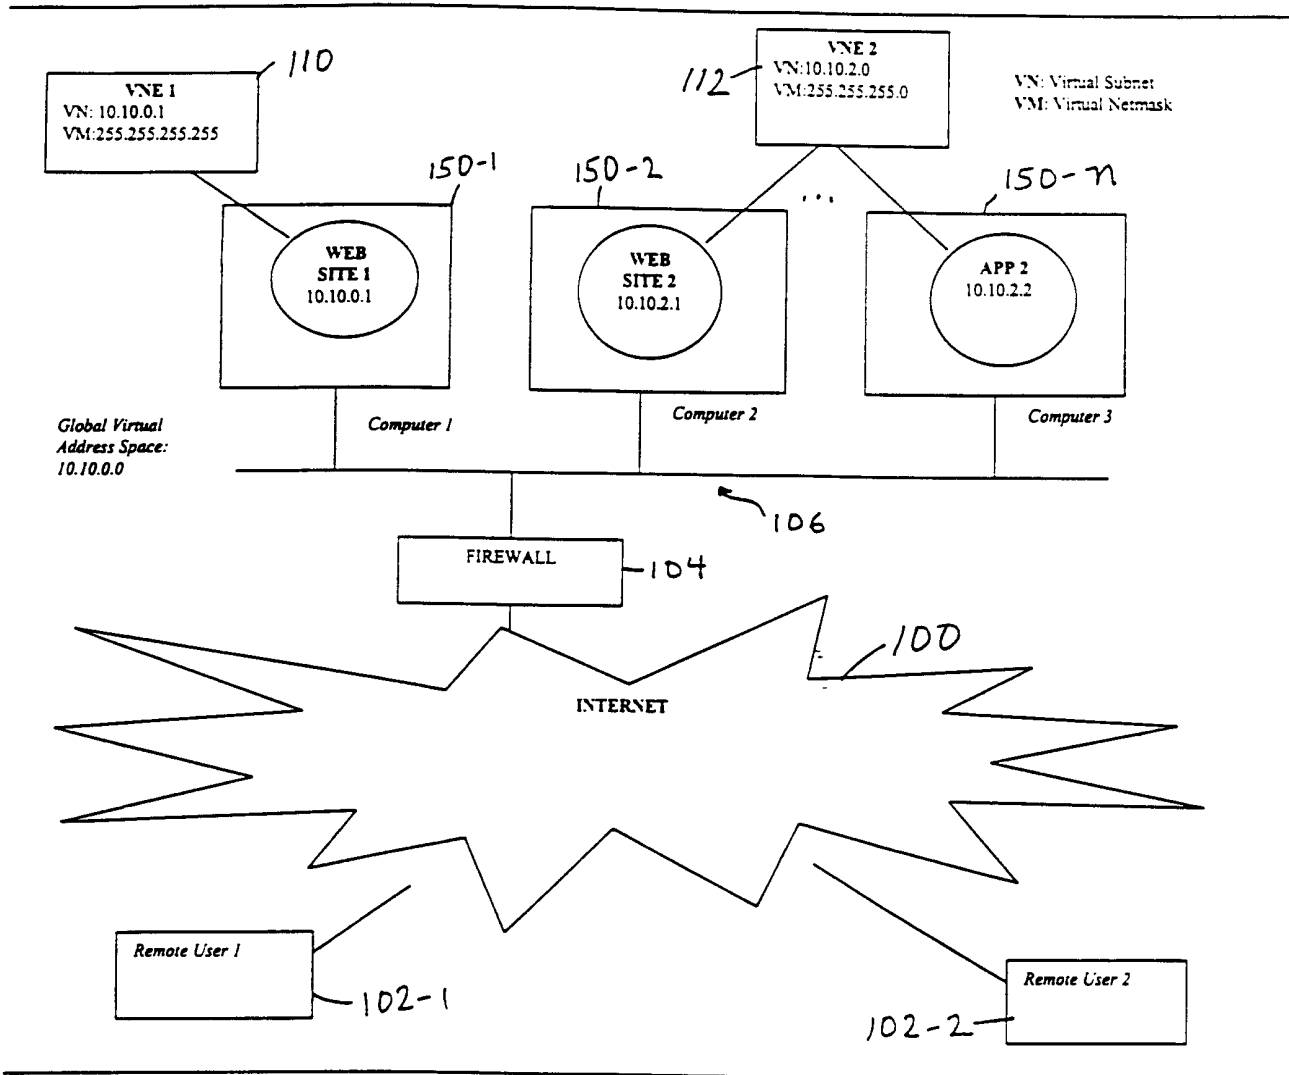 110
VNE 1
VN: 10.10.0.1
VM:255.255.255.255
VNE 2
VN:10.10.2.0
VM:255.255.255.0
112
VN: Virtual Subnet
VM: Virtual Netmask
150-1
150-2
...
150-n
WEB
SITE 1
10.10.0.1
WEB
SITE 2
10.10.2.1
APP 2
10.10.2.2
Computer 1
Computer 2
Computer 3
Global Virtual
Address Space:
10.10.0.0
106
FIREWALL
104
100
INTERNET
Remote User 1
102-1
Remote User 2
102-2